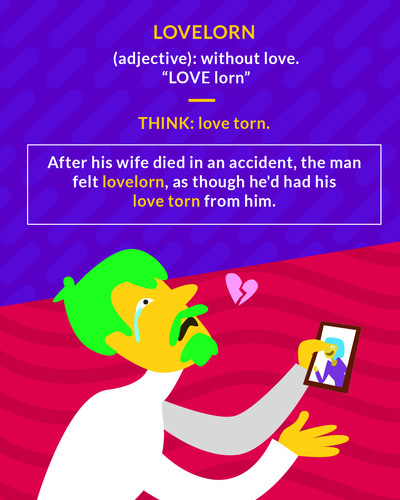 LOVELORN
(adjective): without love.
“LOVE lorn”
THINK: love torn.
After his wife died in an accident, the man
felt lovelorn, as though he'd had his
love torn from him.